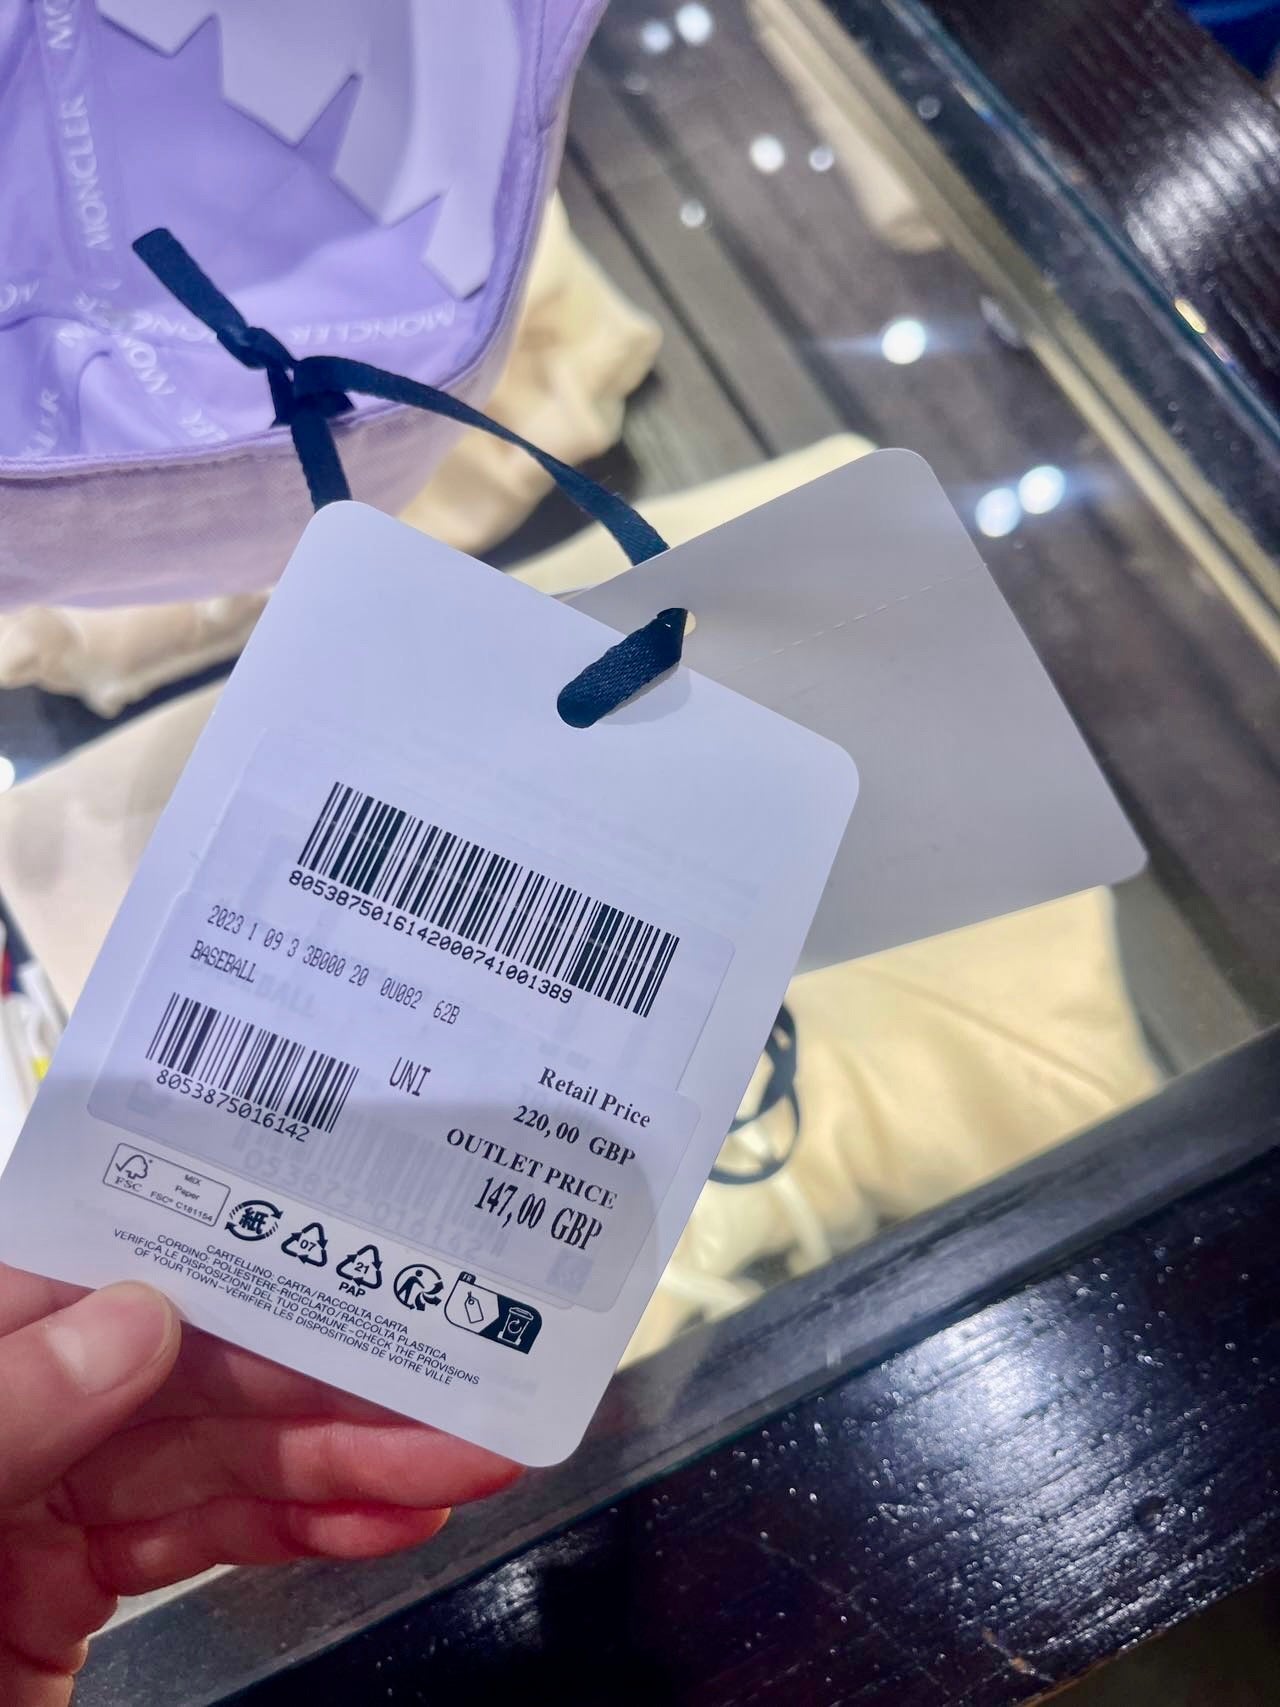 MONCLER
MONCLER
8053875016142000741001389
2023 1 09 3 3B000 20 0U082 62B
BASEBALL
8053875016142
UNI
Retail Price
220,00 GBP
OUTLET PRICE
147,00 GBP
FSC
MIX
Paper
FSC® C181154
紙
07
21
PAP
FR
CARTELLINO: CARTA/RACCOLTA CARTA
CORDINO: POLIESTERE-RICICLATO/RACCOLTA PLASTICA
VERIFICA LE DISPOSIZIONI DEL TUO COMUNE-CHECK THE PROVISIONS
OF YOUR TOWN-VÉRIFIER LES DISPOSITIONS DE VOTRE VILLE